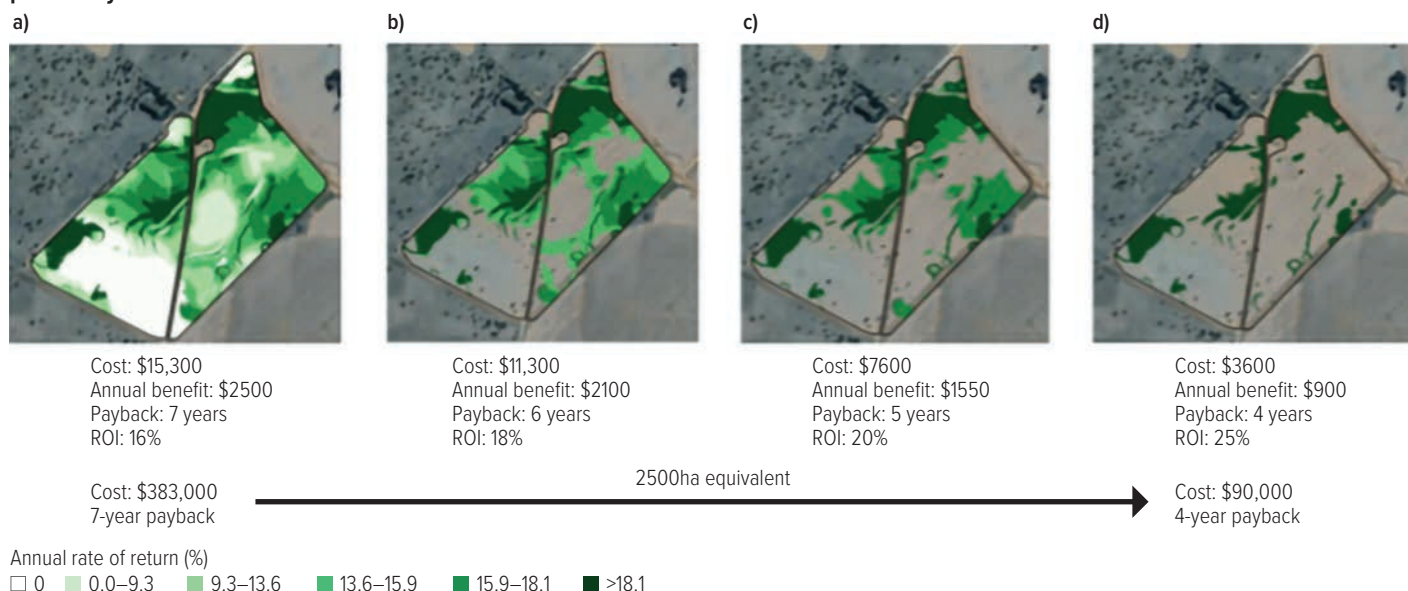 a)
b)
c)
d)
Cost: $15,300
Annual benefit: $2500
Payback: 7 years
ROI: 16%
Cost: $11,300
Annual benefit: $2100
Payback: 6 years
ROI: 18%
Cost: $7600
Annual benefit: $1550
Payback: 5 years
ROI: 20%
Cost: $3600
Annual benefit: $900
Payback: 4 years
ROI: 25%
Cost: $383,000
7-year payback
2500ha equivalent
Cost: $90,000
4-year payback
Annual rate of return (%)
0 0.0–9.3 9.3–13.6 13.6–15.9 15.9–18.1 >18.1